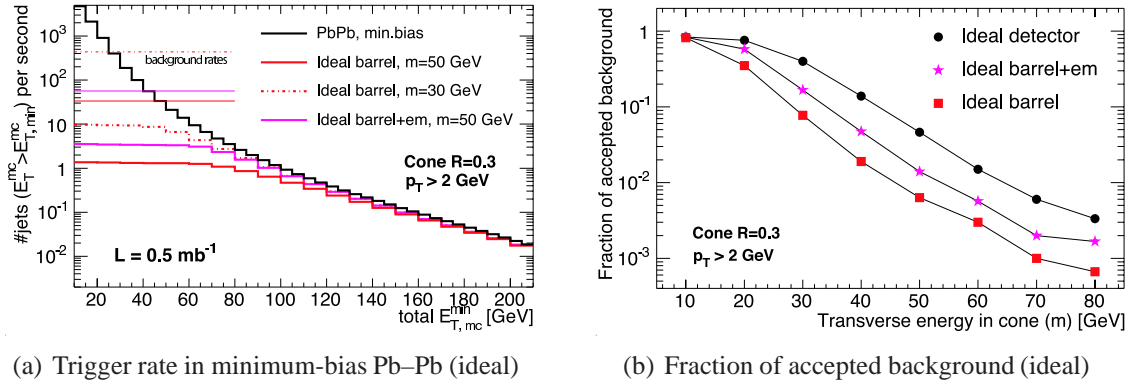 #jets (E_T^mc>E_T,min^mc) per second
10^3
10^2
10
1
10^-1
10^-2
background rates
PbPb, min.bias
Ideal barrel, m=50 GeV
Ideal barrel, m=30 GeV
Ideal barrel+em, m=50 GeV
Cone R=0.3
p_T > 2 GeV
L = 0.5 mb^-1
20 40 60 80 100 120 140 160 180 200
total E_T, mc^min [GeV]
(a) Trigger rate in minimum-bias Pb–Pb (ideal)
Fraction of accepted background
1
10^-1
10^-2
10^-3
Ideal detector
Ideal barrel+em
Ideal barrel
Cone R=0.3
p_T > 2 GeV
10 20 30 40 50 60 70 80
Transverse energy in cone (m) [GeV]
(b) Fraction of accepted background (ideal)